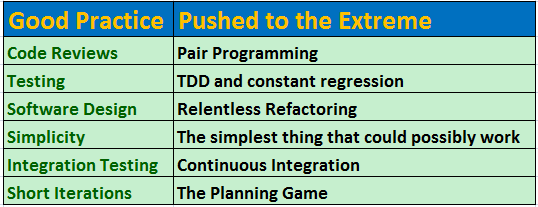 Good Practice Pushed to the Extreme
Code Reviews Pair Programming
Testing TDD and constant regression
Software Design Relentless Refactoring
Simplicity The simplest thing that could possibly work
Integration Testing Continuous Integration
Short Iterations The Planning Game